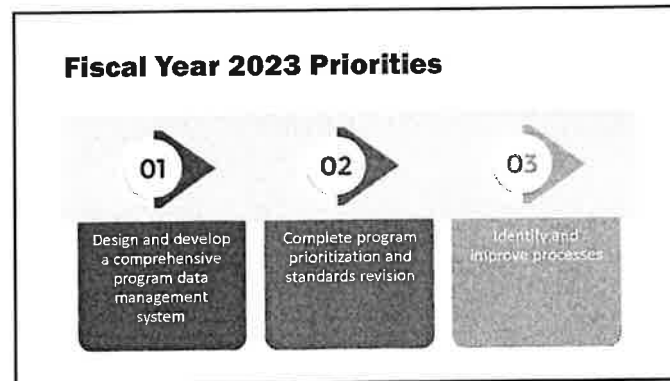 Fiscal Year 2023 Priorities
01
Design and develop
a comprehensive
program data
management
system
02
Complete program
prioritization and
standards revision
03
Identify and
improve processes